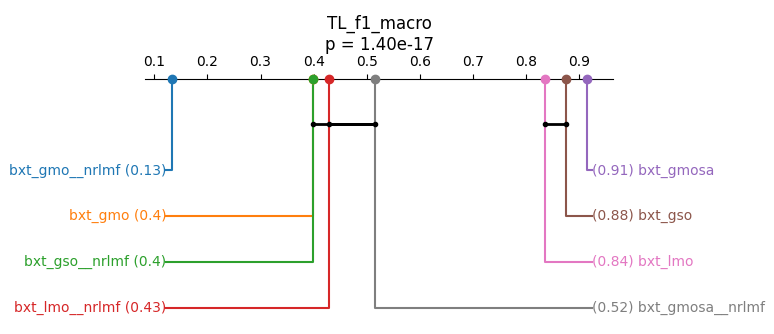 TL_f1_macro
p = 1.40e-17
0.1 0.2 0.3 0.4 0.5 0.6 0.7 0.8 0.9
bxt_gmo__nrlmf (0.13)
(0.91) bxt_gmosa
bxt_gmo (0.4)
(0.88) bxt_gso
bxt_gso__nrlmf (0.4)
(0.84) bxt_lmo
bxt_lmo__nrlmf (0.43)
(0.52) bxt_gmosa__nrlmf